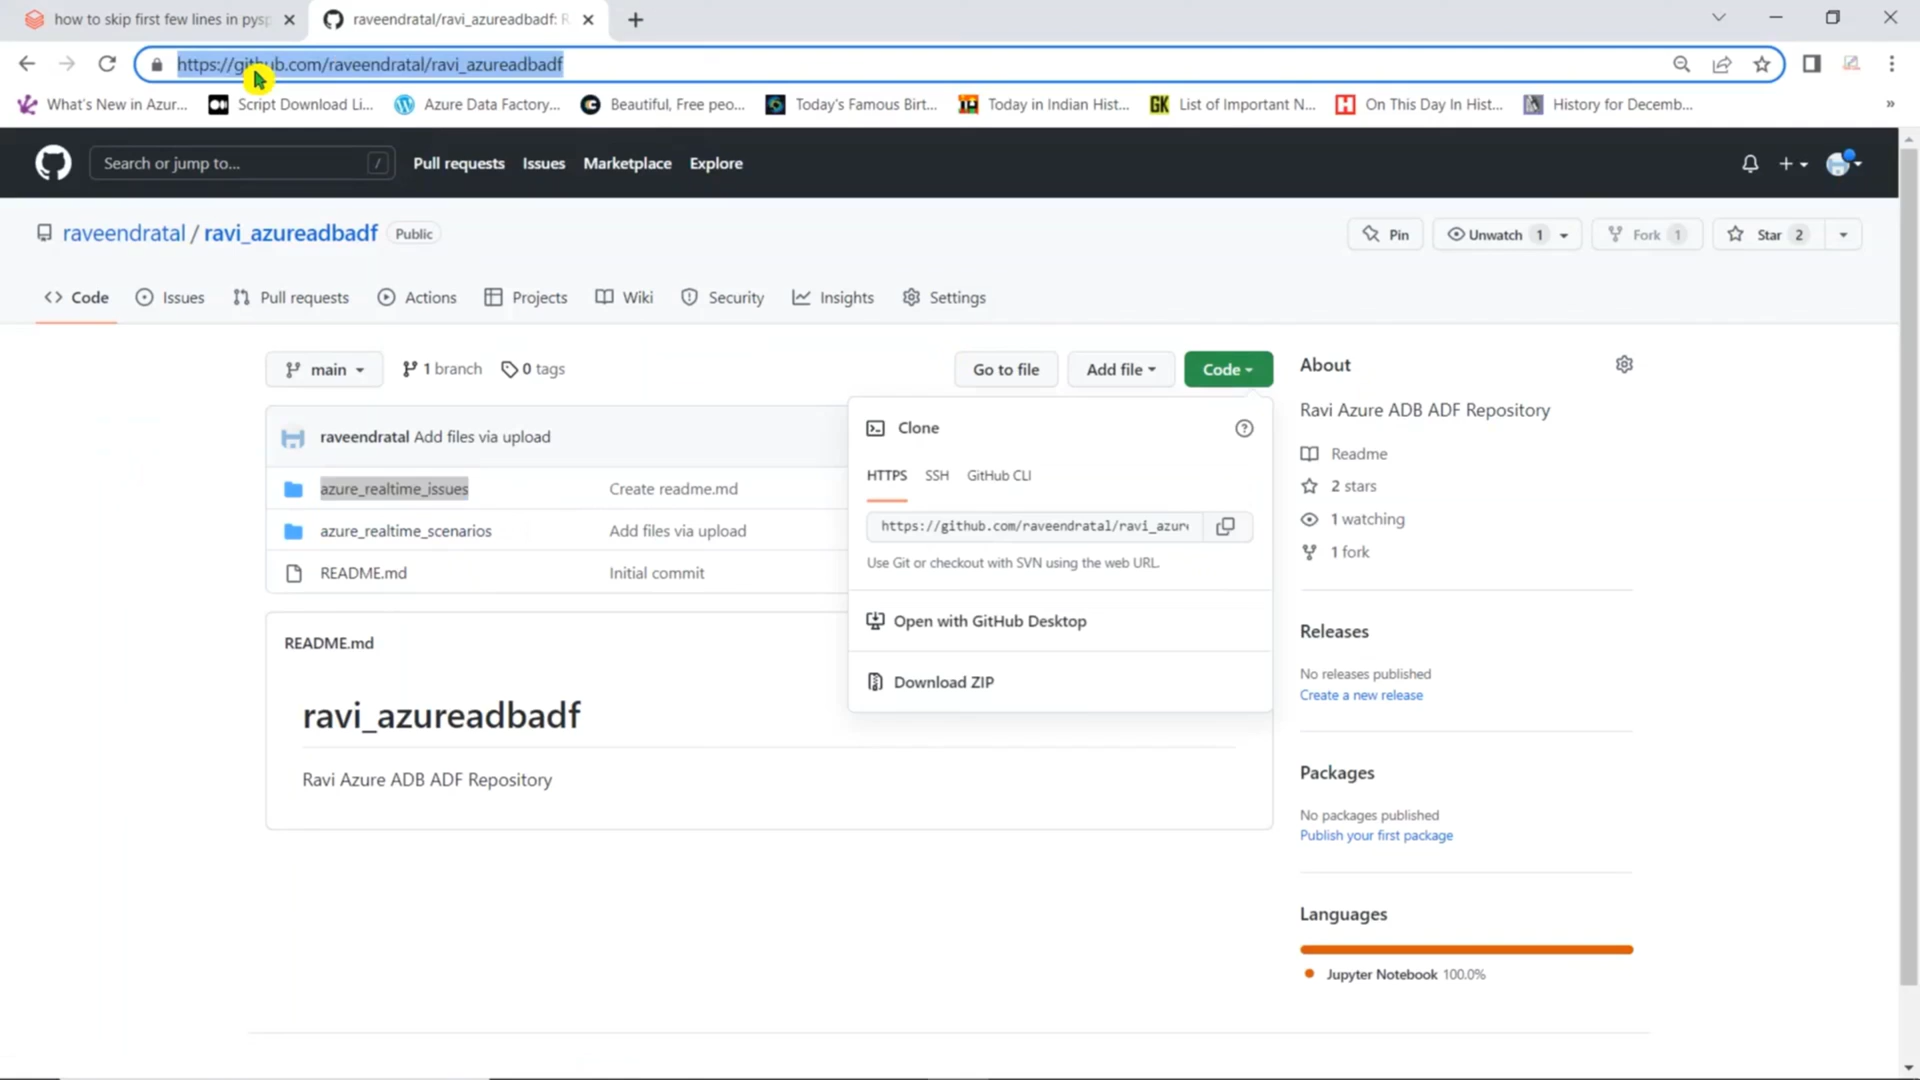 how to skip first few lines in pysp
raveendratal/ravi_azureadbadf: R
https://github.com/raveendratal/ravi_azureadbadf
What's New in Azur...
Script Download Li...
Azure Data Factory...
Beautiful, Free peo...
Today's Famous Birt...
Today in Indian Hist...
GK
List of Important N...
On This Day In Hist...
History for Decemb...
»
Search or jump to...
/
Pull requests
Issues
Marketplace
Explore
raveendratal / ravi_azureadbadf
Public
Pin
Unwatch 1
Fork 1
Star 2
Code
Issues
Pull requests
Actions
Projects
Wiki
Security
Insights
Settings
main
1 branch
0 tags
Go to file
Add file
Code
raveendratal Add files via upload
azure_realtime_issues
Create readme.md
azure_realtime_scenarios
Add files via upload
README.md
Initial commit
Clone
HTTPS
SSH
GitHub CLI
https://github.com/raveendratal/ravi_azure
Use Git or checkout with SVN using the web URL.
Open with GitHub Desktop
Download ZIP
README.md
ravi_azureadbadf
Ravi Azure ADB ADF Repository
About
Ravi Azure ADB ADF Repository
Readme
2 stars
1 watching
1 fork
Releases
No releases published
Create a new release
Packages
No packages published
Publish your first package
Languages
Jupyter Notebook 100.0%